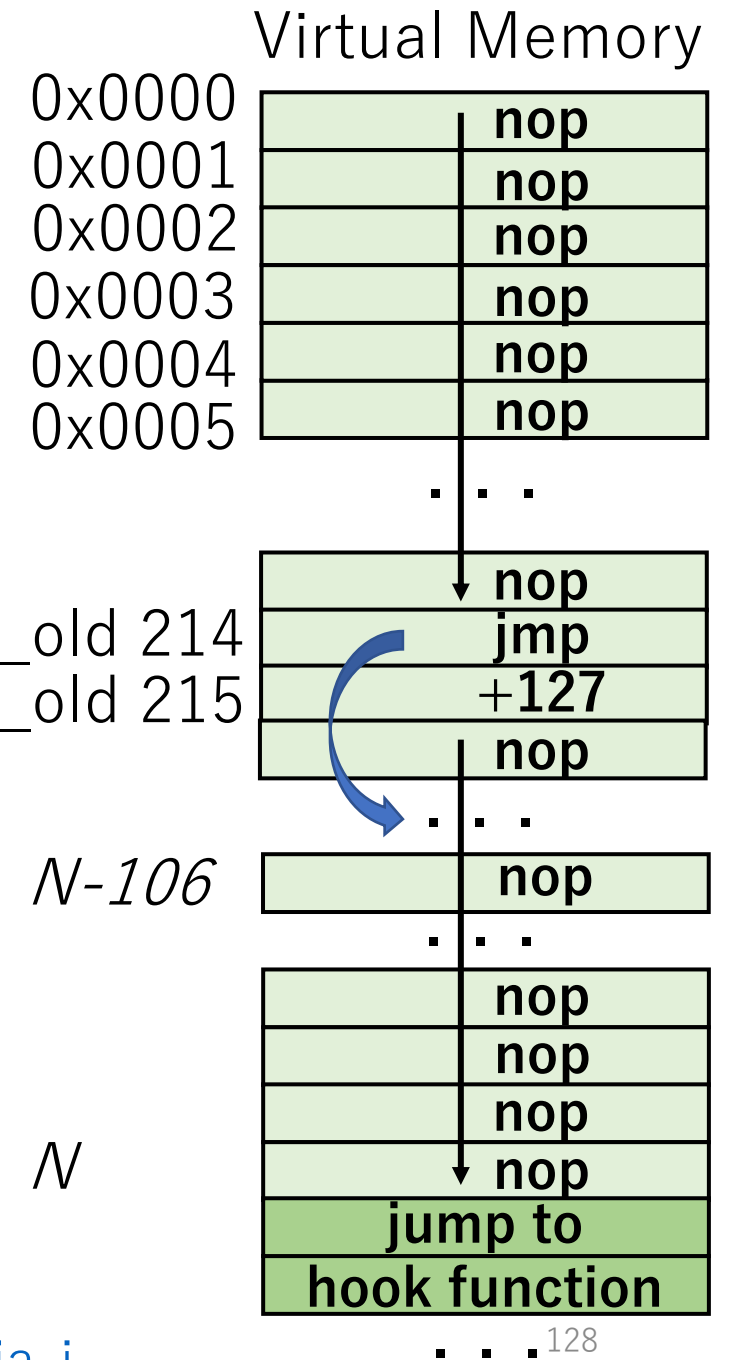 Virtual Memory
0x0000 nop
0x0001 nop
0x0002 nop
0x0003 nop
0x0004 nop
0x0005 nop
. . .
nop
_old 214 jmp
_old 215 +127
nop
. . .
N-106 nop
. . .
nop
nop
nop
N nop
jump to
hook function
. . . 128